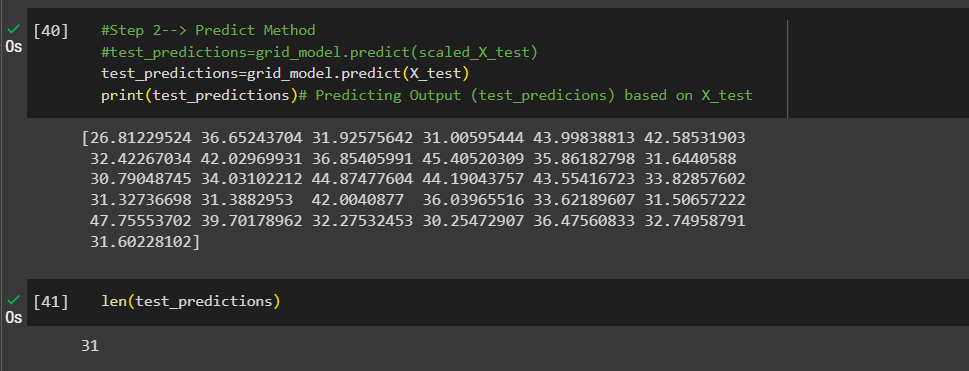 [40] #Step 2--> Predict Method
#test_predictions=grid_model.predict(scaled_X_test)
0s test_predictions=grid_model.predict(X_test)
print(test_predictions)# Predicting Output (test_predicions) based on X_test
[26.81229524 36.65243704 31.92575642 31.00595444 43.99838813 42.58531903
32.42267034 42.02969931 36.85405991 45.40520309 35.86182798 31.6440588
30.79048745 34.03102212 44.87477604 44.19043757 43.55416723 33.82857602
31.32736698 31.3882953 42.0040877 36.03965516 33.62189607 31.50657222
47.75553702 39.70178962 32.27532453 30.25472907 36.47560833 32.74958791
31.60228102]
[41] len(test_predictions)
0s
31